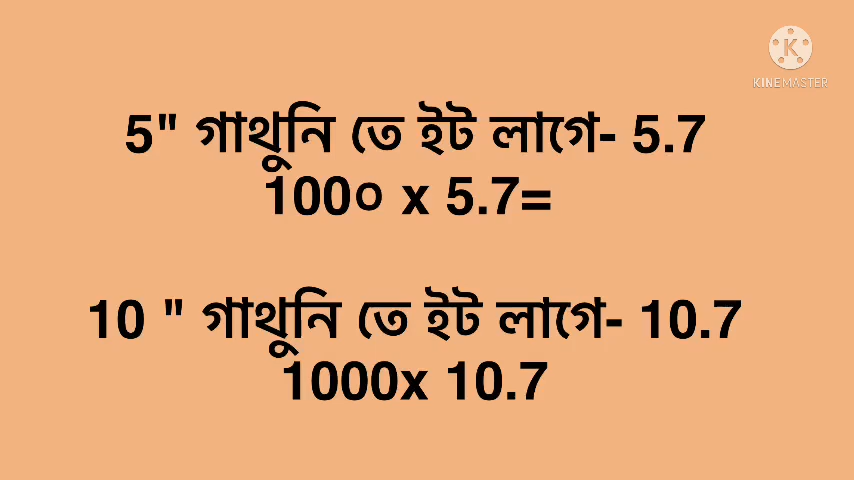 KINEMASTER
5" গাথুনি তে ইট লাগে- 5.7
100০ x 5.7=
10 " গাথুনি তে ইট লাগে- 10.7
1000x 10.7